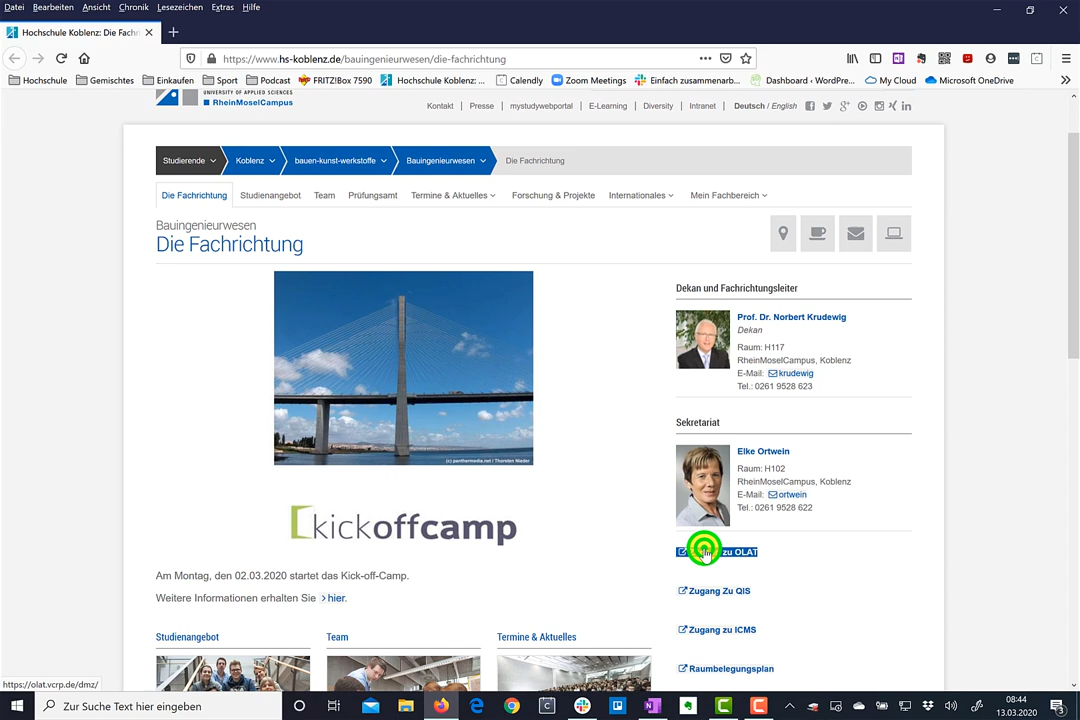 Datei Bearbeiten Ansicht Chronik Lesezeichen Extras Hilfe
Hochschule Koblenz: Die Fachr
https://www.hs-koblenz.de/bauingenieurwesen/die-fachrichtung
Hochschule Gemischtes Einkaufen Sport Podcast FRITZ!Box 7590 Hochschule Koblenz: ... Calendly Zoom Meetings Einfach zusammenarb... Dashboard ‹ WordPre... My Cloud Microsoft OneDrive
UNIVERSITY OF APPLIED SCIENCES
RheinMoselCampus
Kontakt | Presse | mystudywebportal | E-Learning | Diversity | Intranet | Deutsch / English
Studierende Koblenz bauen-kunst-werkstoffe Bauingenieurwesen Die Fachrichtung
Die Fachrichtung Studienangebot Team Prüfungsamt Termine & Aktuelles Forschung & Projekte Internationales Mein Fachbereich
Bauingenieurwesen
Die Fachrichtung
(c) panthermedia.net / Thorsten Nieder
kickoffcamp
Am Montag, den 02.03.2020 startet das Kick-off-Camp.
Weitere Informationen erhalten Sie hier.
Studienangebot Team Termine & Aktuelles
Dekan und Fachrichtungsleiter
Prof. Dr. Norbert Krudewig
Dekan
Raum: H117
RheinMoselCampus, Koblenz
E-Mail: krudewig
Tel.: 0261 9528 623
Sekretariat
Elke Ortwein
Raum: H102
RheinMoselCampus, Koblenz
E-Mail: ortwein
Tel.: 0261 9528 622
zu OLAT
Zugang Zu QIS
Zugang zu ICMS
Raumbelegungsplan
https://olat.vcrp.de/dmz/
Zur Suche Text hier eingeben
08:44
13.03.2020
3